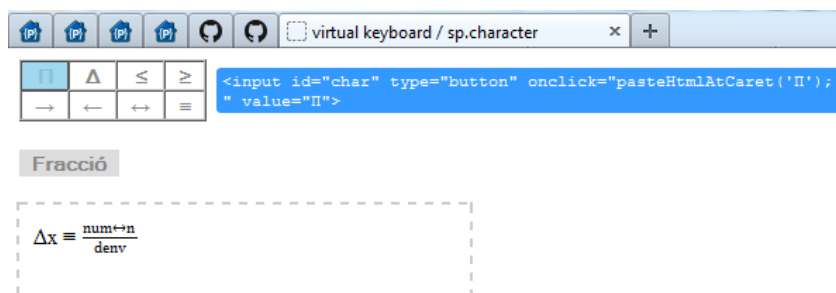 {P} {P} {P} {P} virtual keyboard / sp.character × +
Π Δ ≤ ≥
→ ← ↔ ≡
<input id="char" type="button" onclick="pasteHtmlAtCaret('Π');
" value="Π">
Fracció
Δx ≡ num↔n
denv